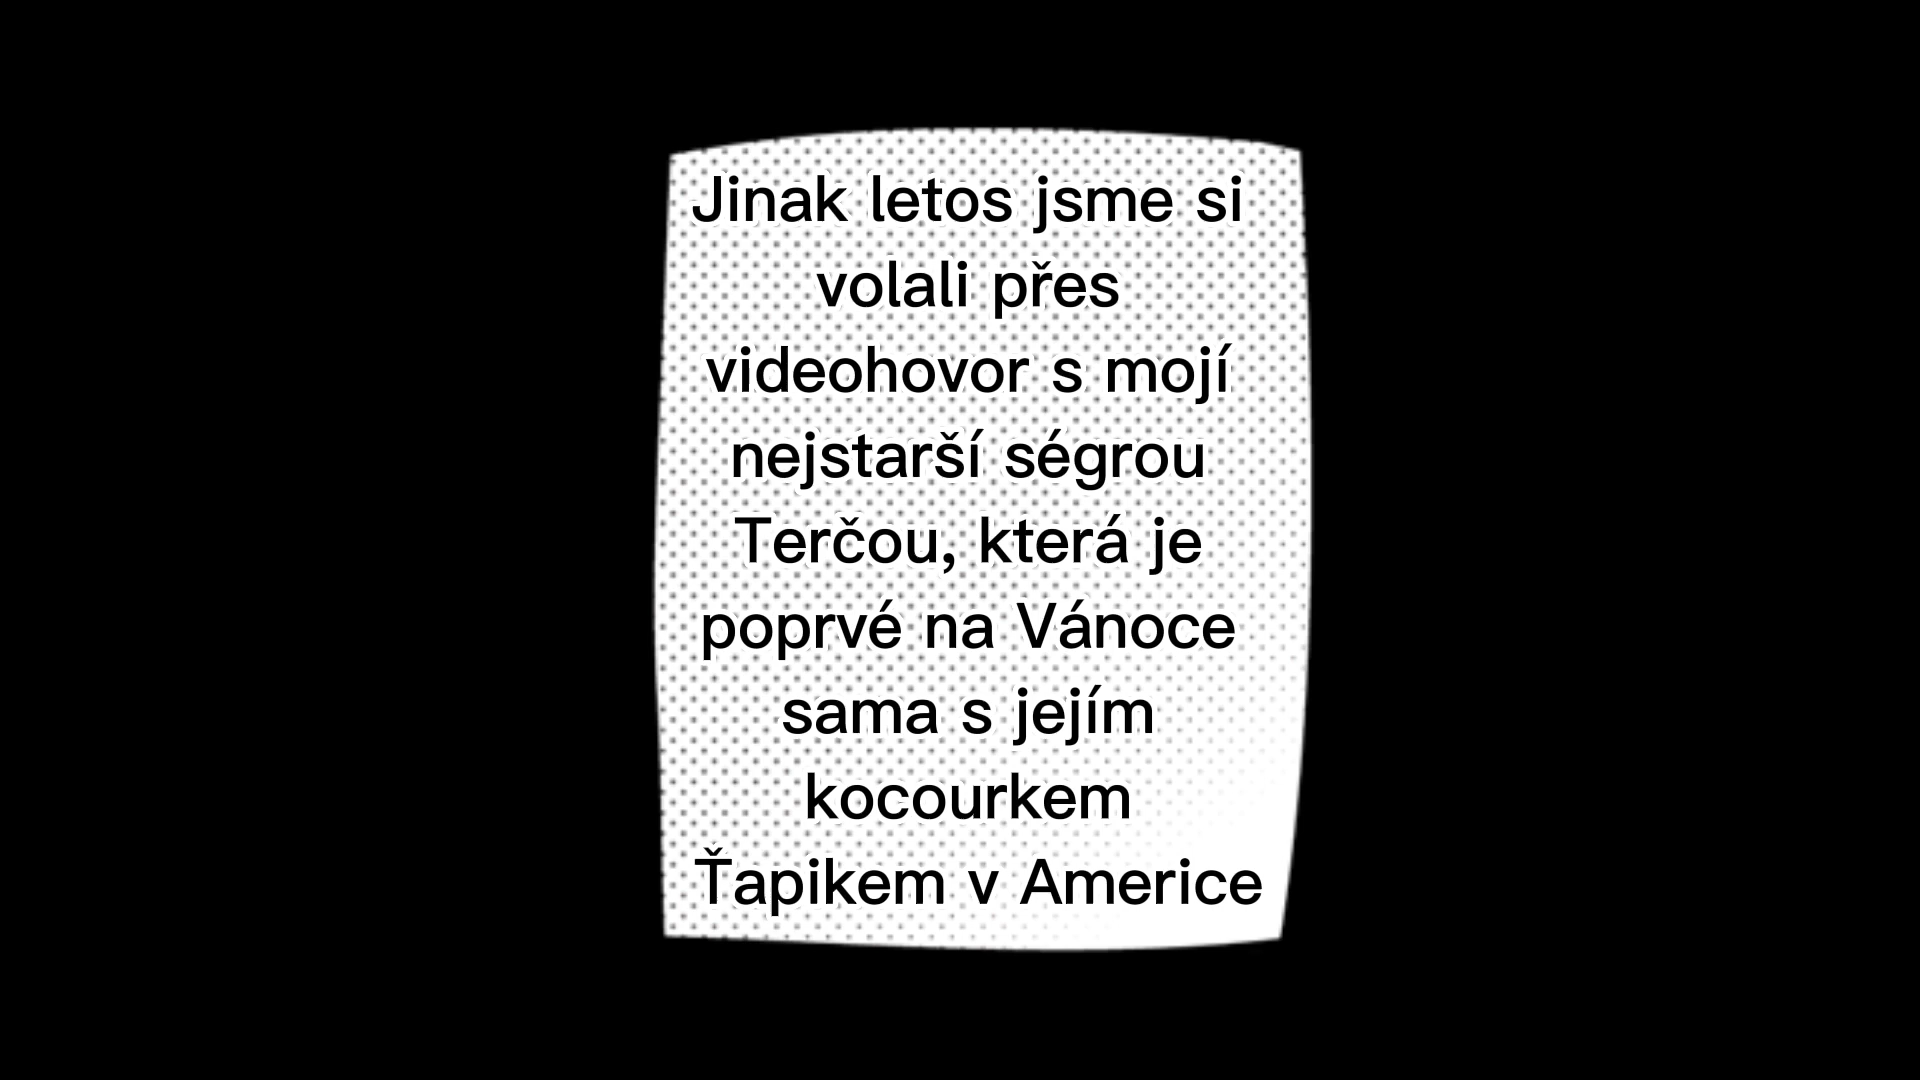 Jinak letos jsme si
volali přes
videohovor s mojí
nejstarší ségrou
Terčou, která je
poprvé na Vánoce
sama s jejím
kocourkem
Ťapikem v Americe